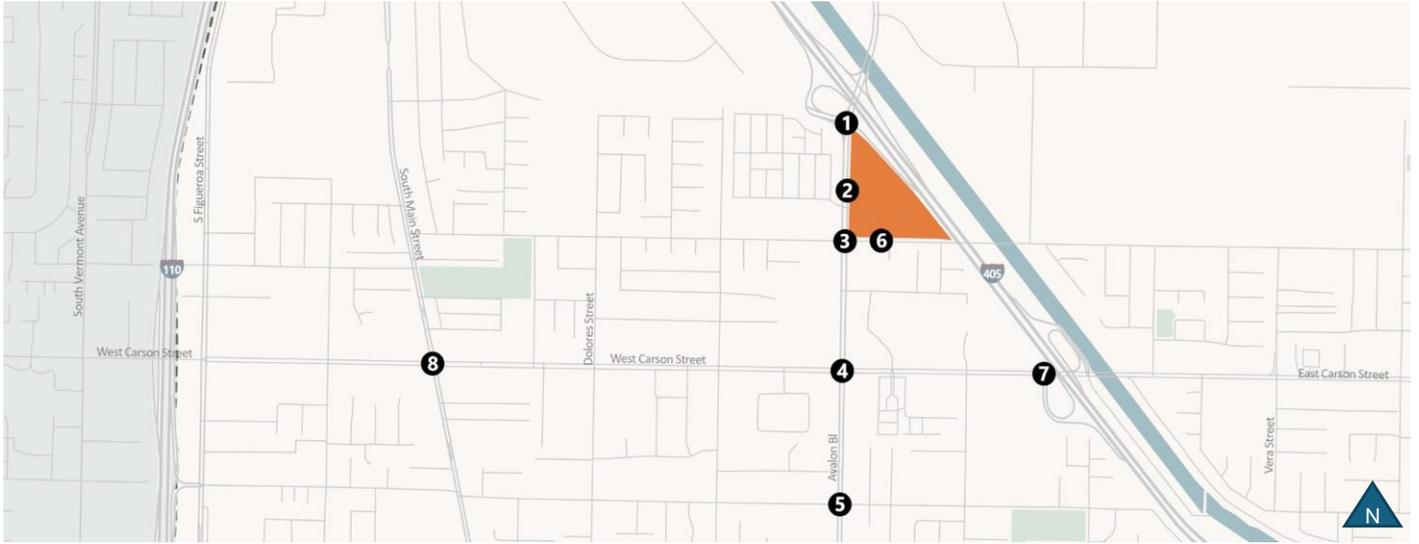 1
S Figueroa Street
South Main Street
2
South Vermont Avenue
3
6
110
405
Dolores Street
West Carson Street
West Carson Street
8
4
7
East Carson Street
Avalon Bl
Vera Street
5
N